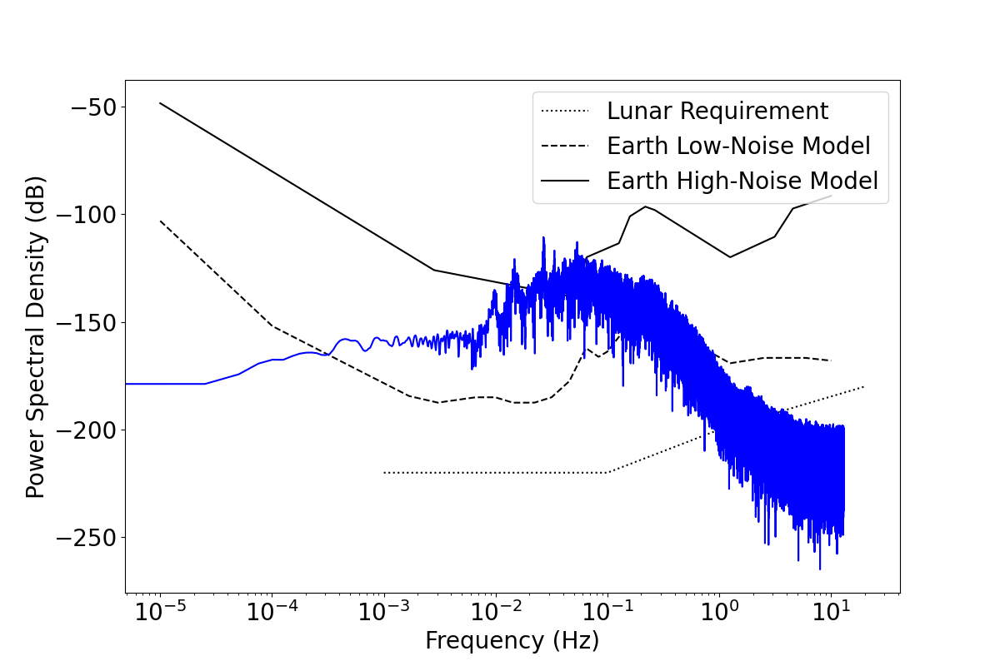 Lunar Requirement
Earth Low-Noise Model
Earth High-Noise Model
Power Spectral Density (dB)
−50
−100
−150
−200
−250
10⁻⁵ 10⁻⁴ 10⁻³ 10⁻² 10⁻¹ 10⁰ 10¹
Frequency (Hz)